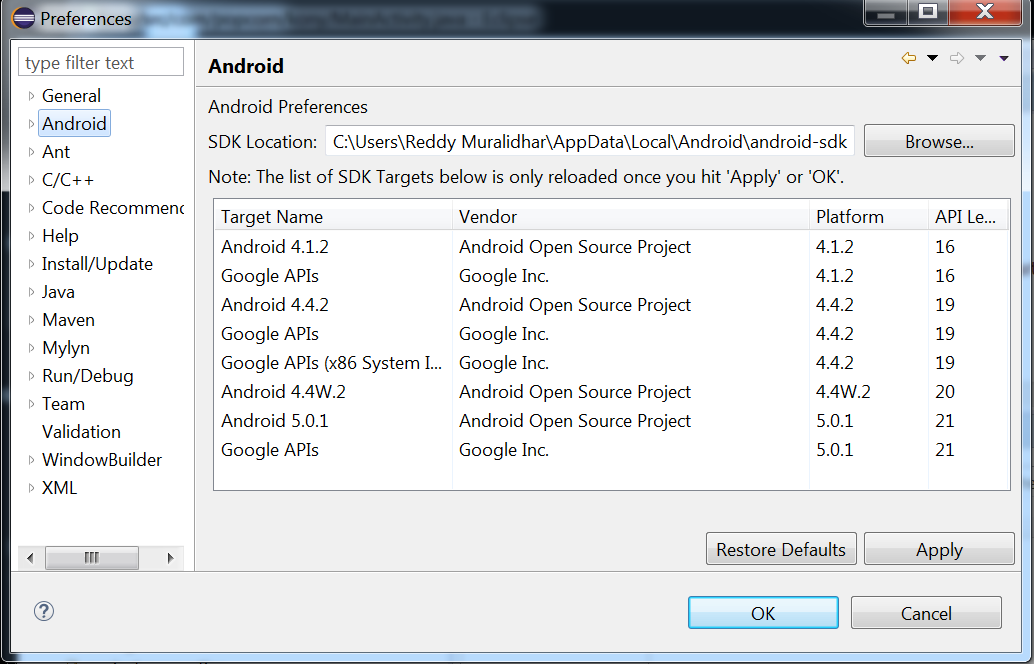 Preferences
type filter text
General
Android
Ant
C/C++
Code Recommend
Help
Install/Update
Java
Maven
Mylyn
Run/Debug
Team
Validation
WindowBuilder
XML
Android
Android Preferences
SDK Location: C:\Users\Reddy Muralidhar\AppData\Local\Android\android-sdk Browse...
Note: The list of SDK Targets below is only reloaded once you hit 'Apply' or 'OK'.
Target Name Vendor Platform API Le...
Android 4.1.2 Android Open Source Project 4.1.2 16
Google APIs Google Inc. 4.1.2 16
Android 4.4.2 Android Open Source Project 4.4.2 19
Google APIs Google Inc. 4.4.2 19
Google APIs (x86 System I... Google Inc. 4.4.2 19
Android 4.4W.2 Android Open Source Project 4.4W.2 20
Android 5.0.1 Android Open Source Project 5.0.1 21
Google APIs Google Inc. 5.0.1 21
Restore Defaults Apply
OK Cancel